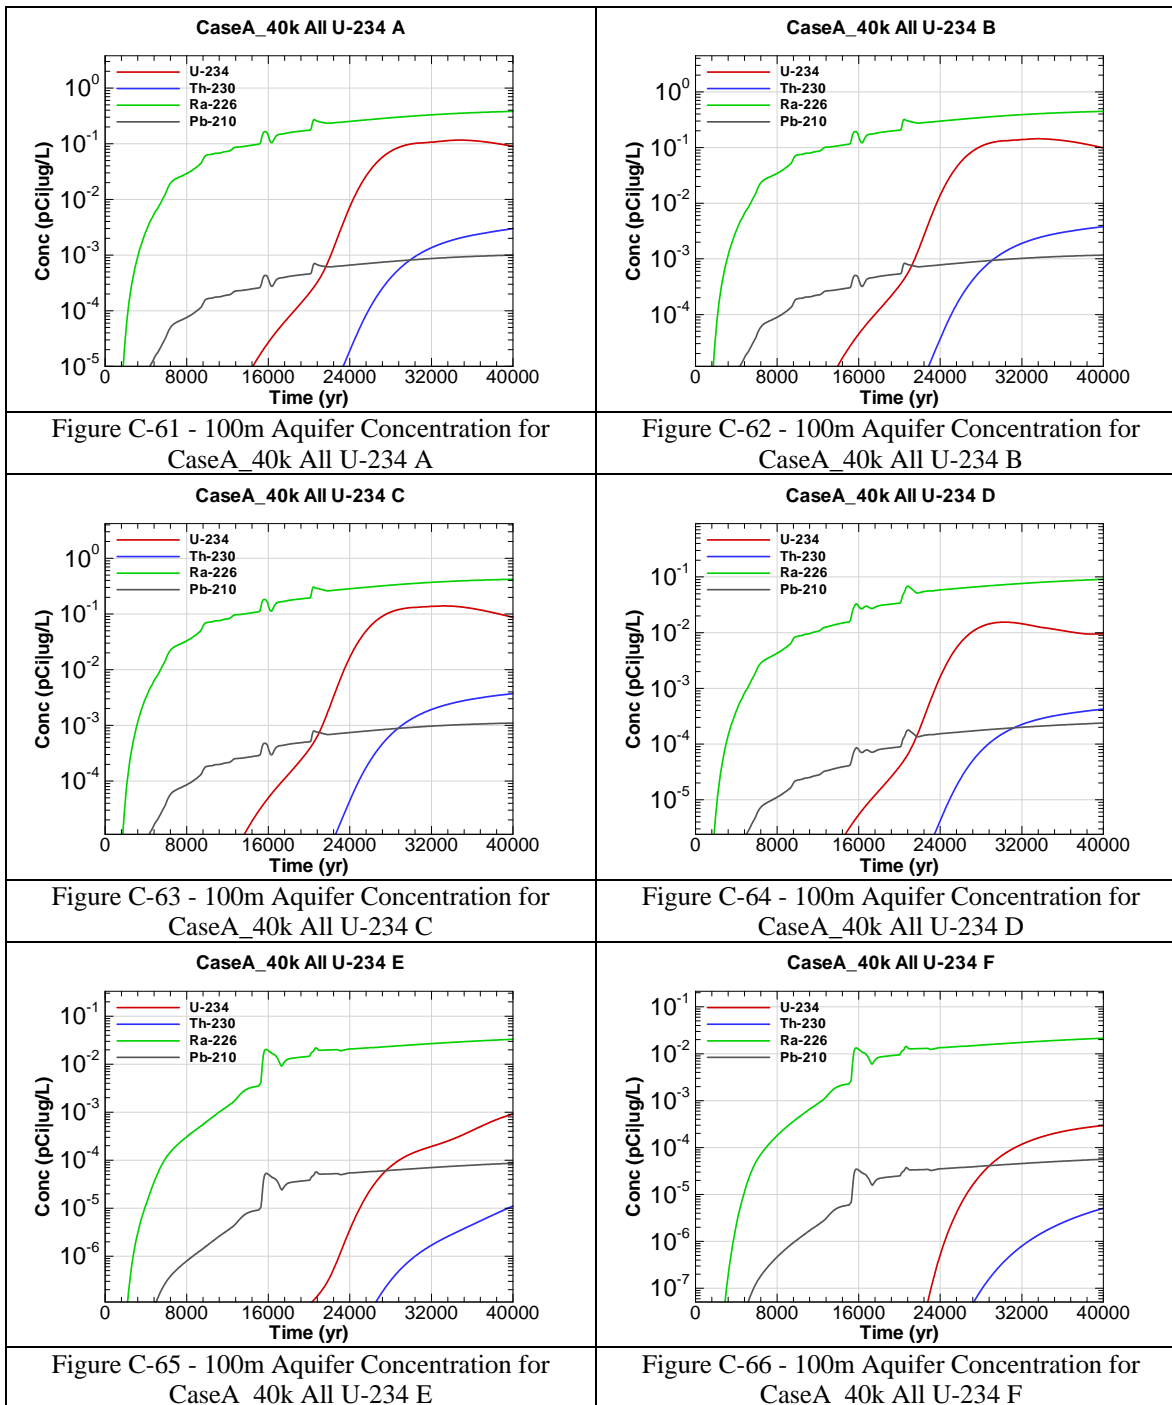 CaseA_40k All U-234 A
U-234
Th-230
Ra-226
Pb-210
Conc (pCi|ug/L)
10^0
10^-1
10^-2
10^-3
10^-4
10^-5
0 8000 16000 24000 32000 40000
Time (yr)
Figure C-61 - 100m Aquifer Concentration for
CaseA_40k All U-234 A
CaseA_40k All U-234 B
U-234
Th-230
Ra-226
Pb-210
Conc (pCi|ug/L)
10^0
10^-1
10^-2
10^-3
10^-4
0 8000 16000 24000 32000 40000
Time (yr)
Figure C-62 - 100m Aquifer Concentration for
CaseA_40k All U-234 B
CaseA_40k All U-234 C
U-234
Th-230
Ra-226
Pb-210
Conc (pCi|ug/L)
10^0
10^-1
10^-2
10^-3
10^-4
0 8000 16000 24000 32000 40000
Time (yr)
Figure C-63 - 100m Aquifer Concentration for
CaseA_40k All U-234 C
CaseA_40k All U-234 D
U-234
Th-230
Ra-226
Pb-210
Conc (pCi|ug/L)
10^-1
10^-2
10^-3
10^-4
10^-5
0 8000 16000 24000 32000 40000
Time (yr)
Figure C-64 - 100m Aquifer Concentration for
CaseA_40k All U-234 D
CaseA_40k All U-234 E
U-234
Th-230
Ra-226
Pb-210
Conc (pCi|ug/L)
10^-1
10^-2
10^-3
10^-4
10^-5
10^-6
0 8000 16000 24000 32000 40000
Time (yr)
Figure C-65 - 100m Aquifer Concentration for
CaseA_40k All U-234 E
CaseA_40k All U-234 F
U-234
Th-230
Ra-226
Pb-210
Conc (pCi|ug/L)
10^-1
10^-2
10^-3
10^-4
10^-5
10^-6
10^-7
0 8000 16000 24000 32000 40000
Time (yr)
Figure C-66 - 100m Aquifer Concentration for
CaseA_40k All U-234 F